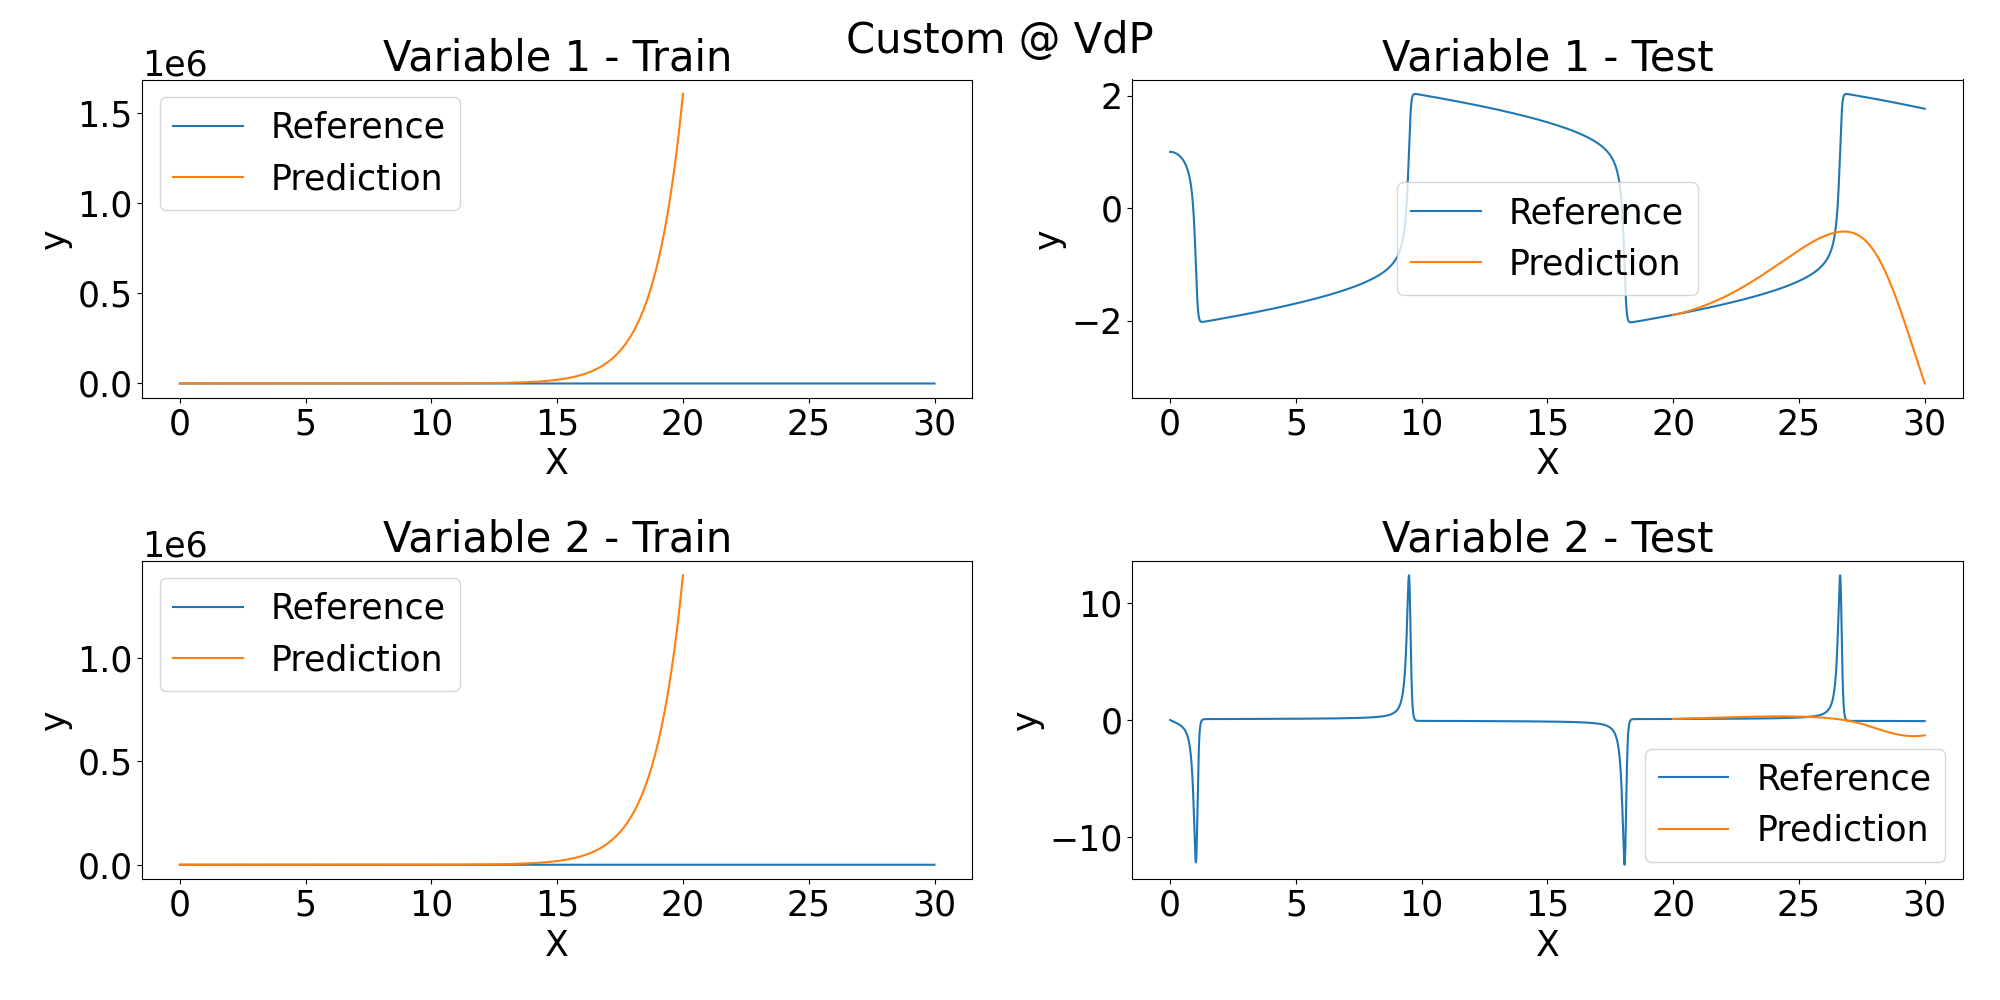 Custom @ VdP
Variable 1 - Train
1e6
1.5
1.0
0.5
0.0
y
Reference
Prediction
0 5 10 15 20 25 30
X
Variable 1 - Test
2
0
−2
y
Reference
Prediction
0 5 10 15 20 25 30
X
Variable 2 - Train
1e6
1.0
0.5
0.0
y
Reference
Prediction
0 5 10 15 20 25 30
X
Variable 2 - Test
10
0
−10
y
Reference
Prediction
0 5 10 15 20 25 30
X